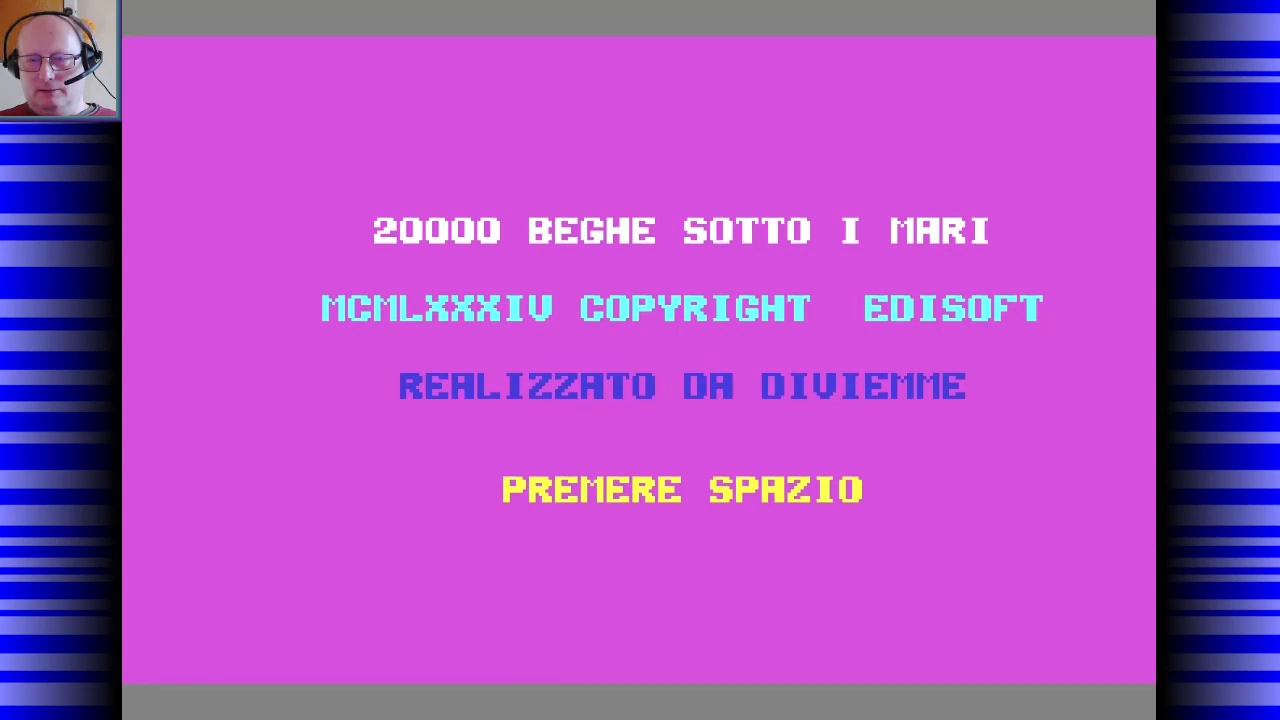 20000 BEGHE SOTTO I MARI
MCMLXXXIV COPYRIGHT  EDISOFT
REALIZZATO DA DIVIEMME
PREMERE SPAZIO